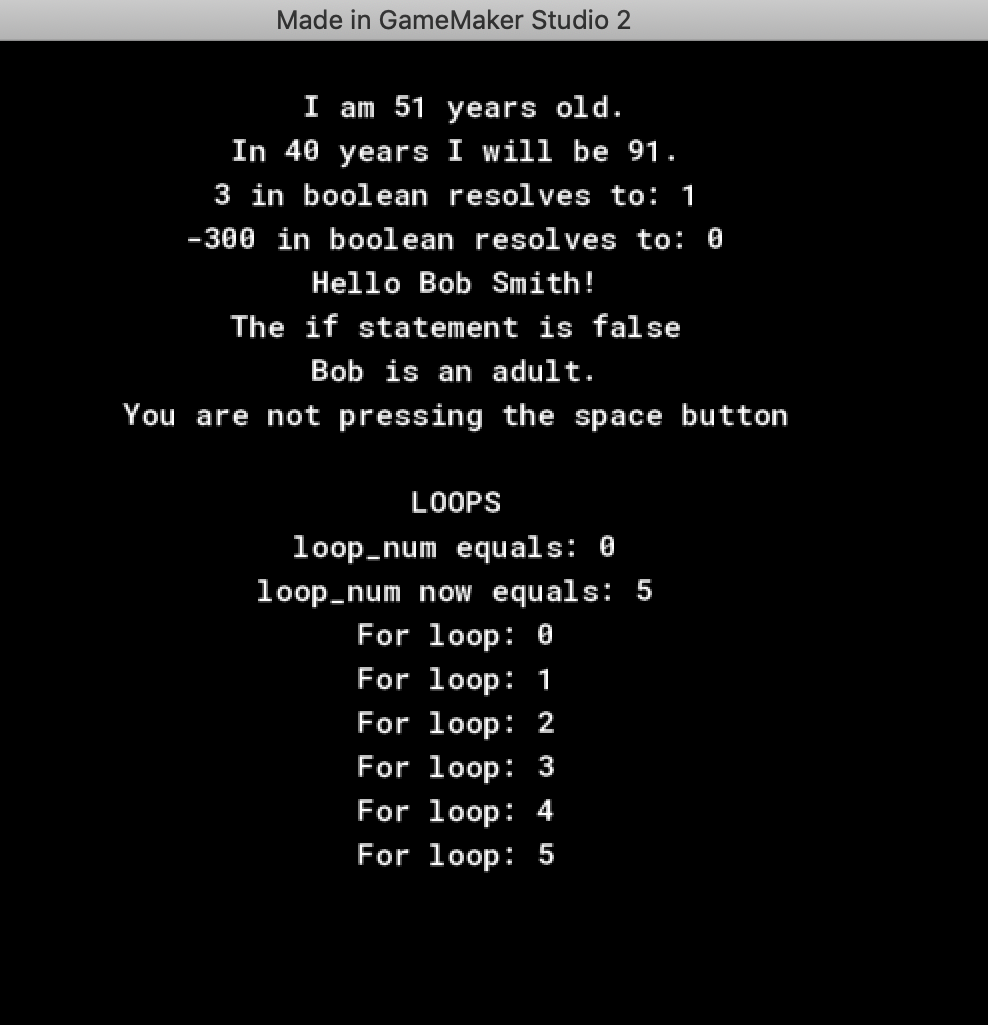 Made in GameMaker Studio 2
I am 51 years old.
In 40 years I will be 91.
3 in boolean resolves to: 1
-300 in boolean resolves to: 0
Hello Bob Smith!
The if statement is false
Bob is an adult.
You are not pressing the space button
LOOPS
loop_num equals: 0
loop_num now equals: 5
For loop: 0
For loop: 1
For loop: 2
For loop: 3
For loop: 4
For loop: 5